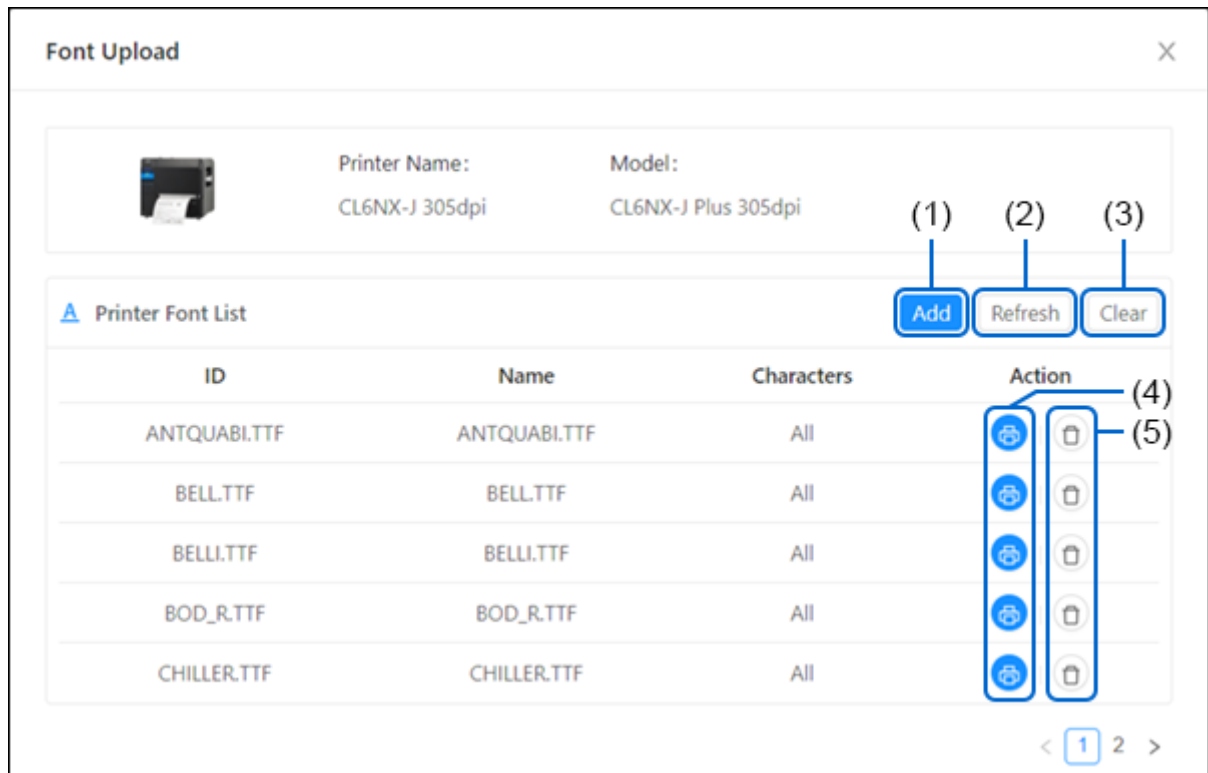 Font Upload
Printer Name: Model:
CL6NX-J 305dpi CL6NX-J Plus 305dpi
(1) (2) (3)
Printer Font List Add Refresh Clear
ID Name Characters Action
(4)
ANTQUABI.TTF ANTQUABI.TTF All
(5)
BELL.TTF BELL.TTF All
BELLI.TTF BELLI.TTF All
BOD_R.TTF BOD_R.TTF All
CHILLER.TTF CHILLER.TTF All
< 1 2 >